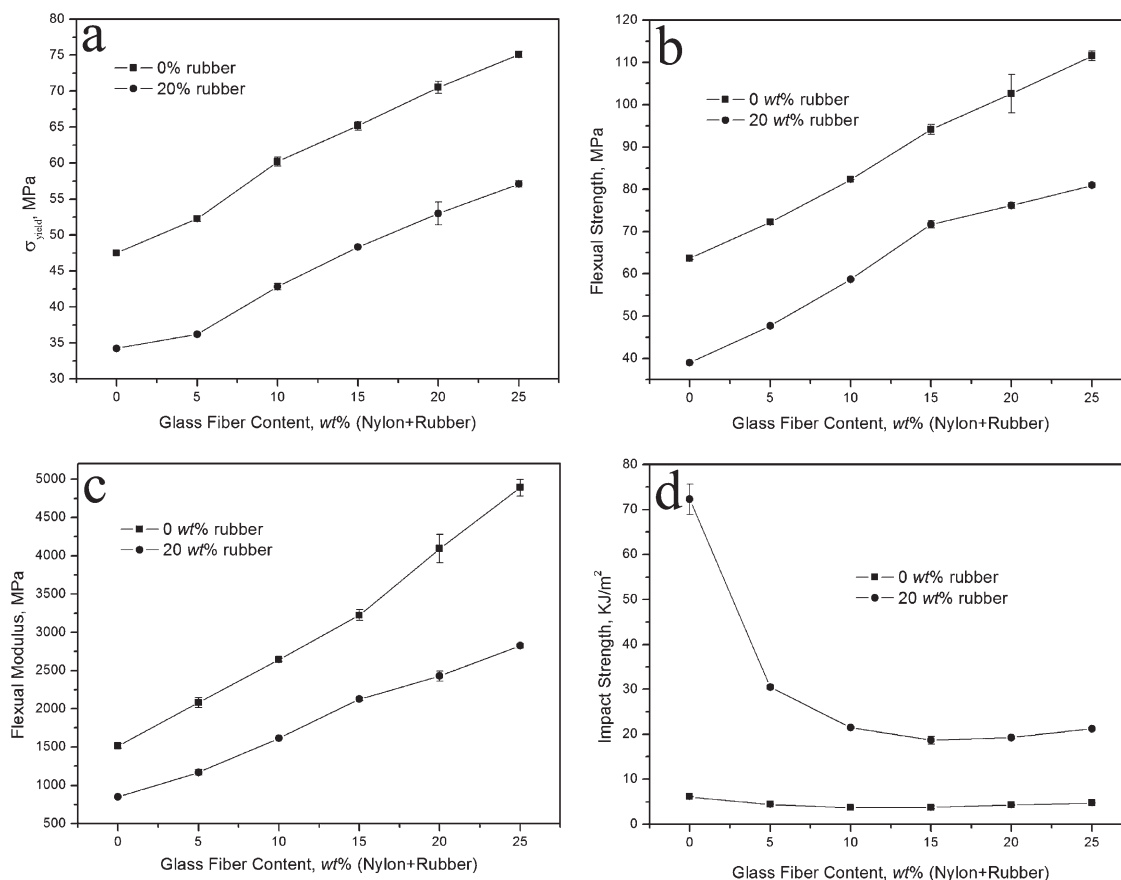 a
0% rubber
20% rubber
80
75
70
65
60
55
50
45
40
35
30
σyield, MPa
0 5 10 15 20 25
Glass Fiber Content, wt% (Nylon+Rubber)
b
0 wt% rubber
20 wt% rubber
120
110
100
90
80
70
60
50
40
Flexual Strength, MPa
0 5 10 15 20 25
Glass Fiber Content, wt% (Nylon+Rubber)
c
0 wt% rubber
20 wt% rubber
5000
4500
4000
3500
3000
2500
2000
1500
1000
500
Flexual Modulus, MPa
0 5 10 15 20 25
Glass Fiber Content, wt% (Nylon+Rubber)
d
0 wt% rubber
20 wt% rubber
80
70
60
50
40
30
20
10
0
Impact Strength, KJ/m²
0 5 10 15 20 25
Glass Fiber Content, wt% (Nylon+Rubber)